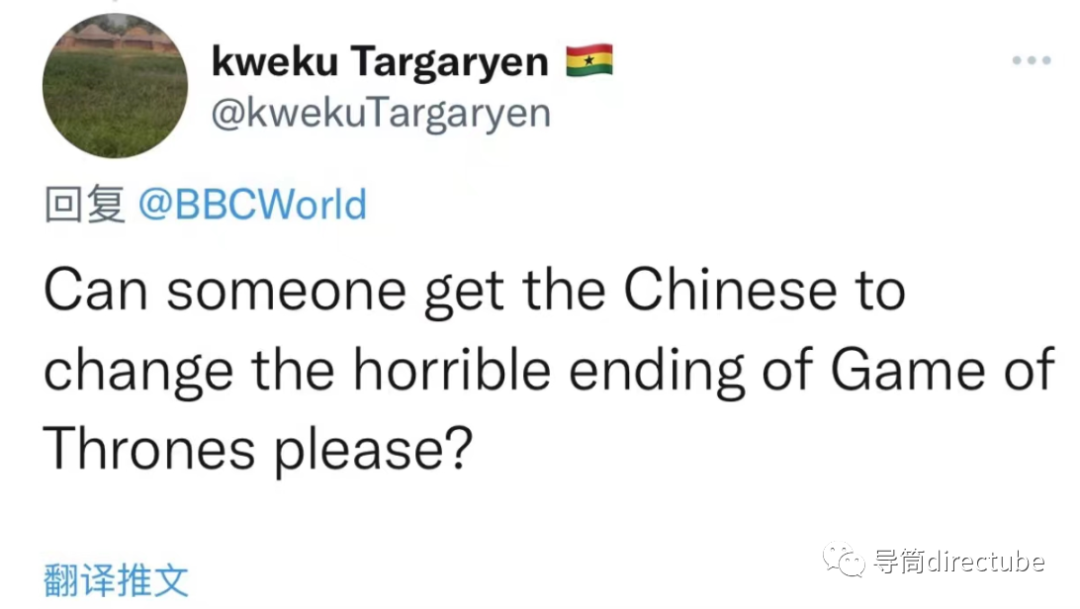 kweku Targaryen
@kwekuTargaryen
回复 @BBCWorld
Can someone get the Chinese to
change the horrible ending of Game of
Thrones please?
翻译推文
导筒directube